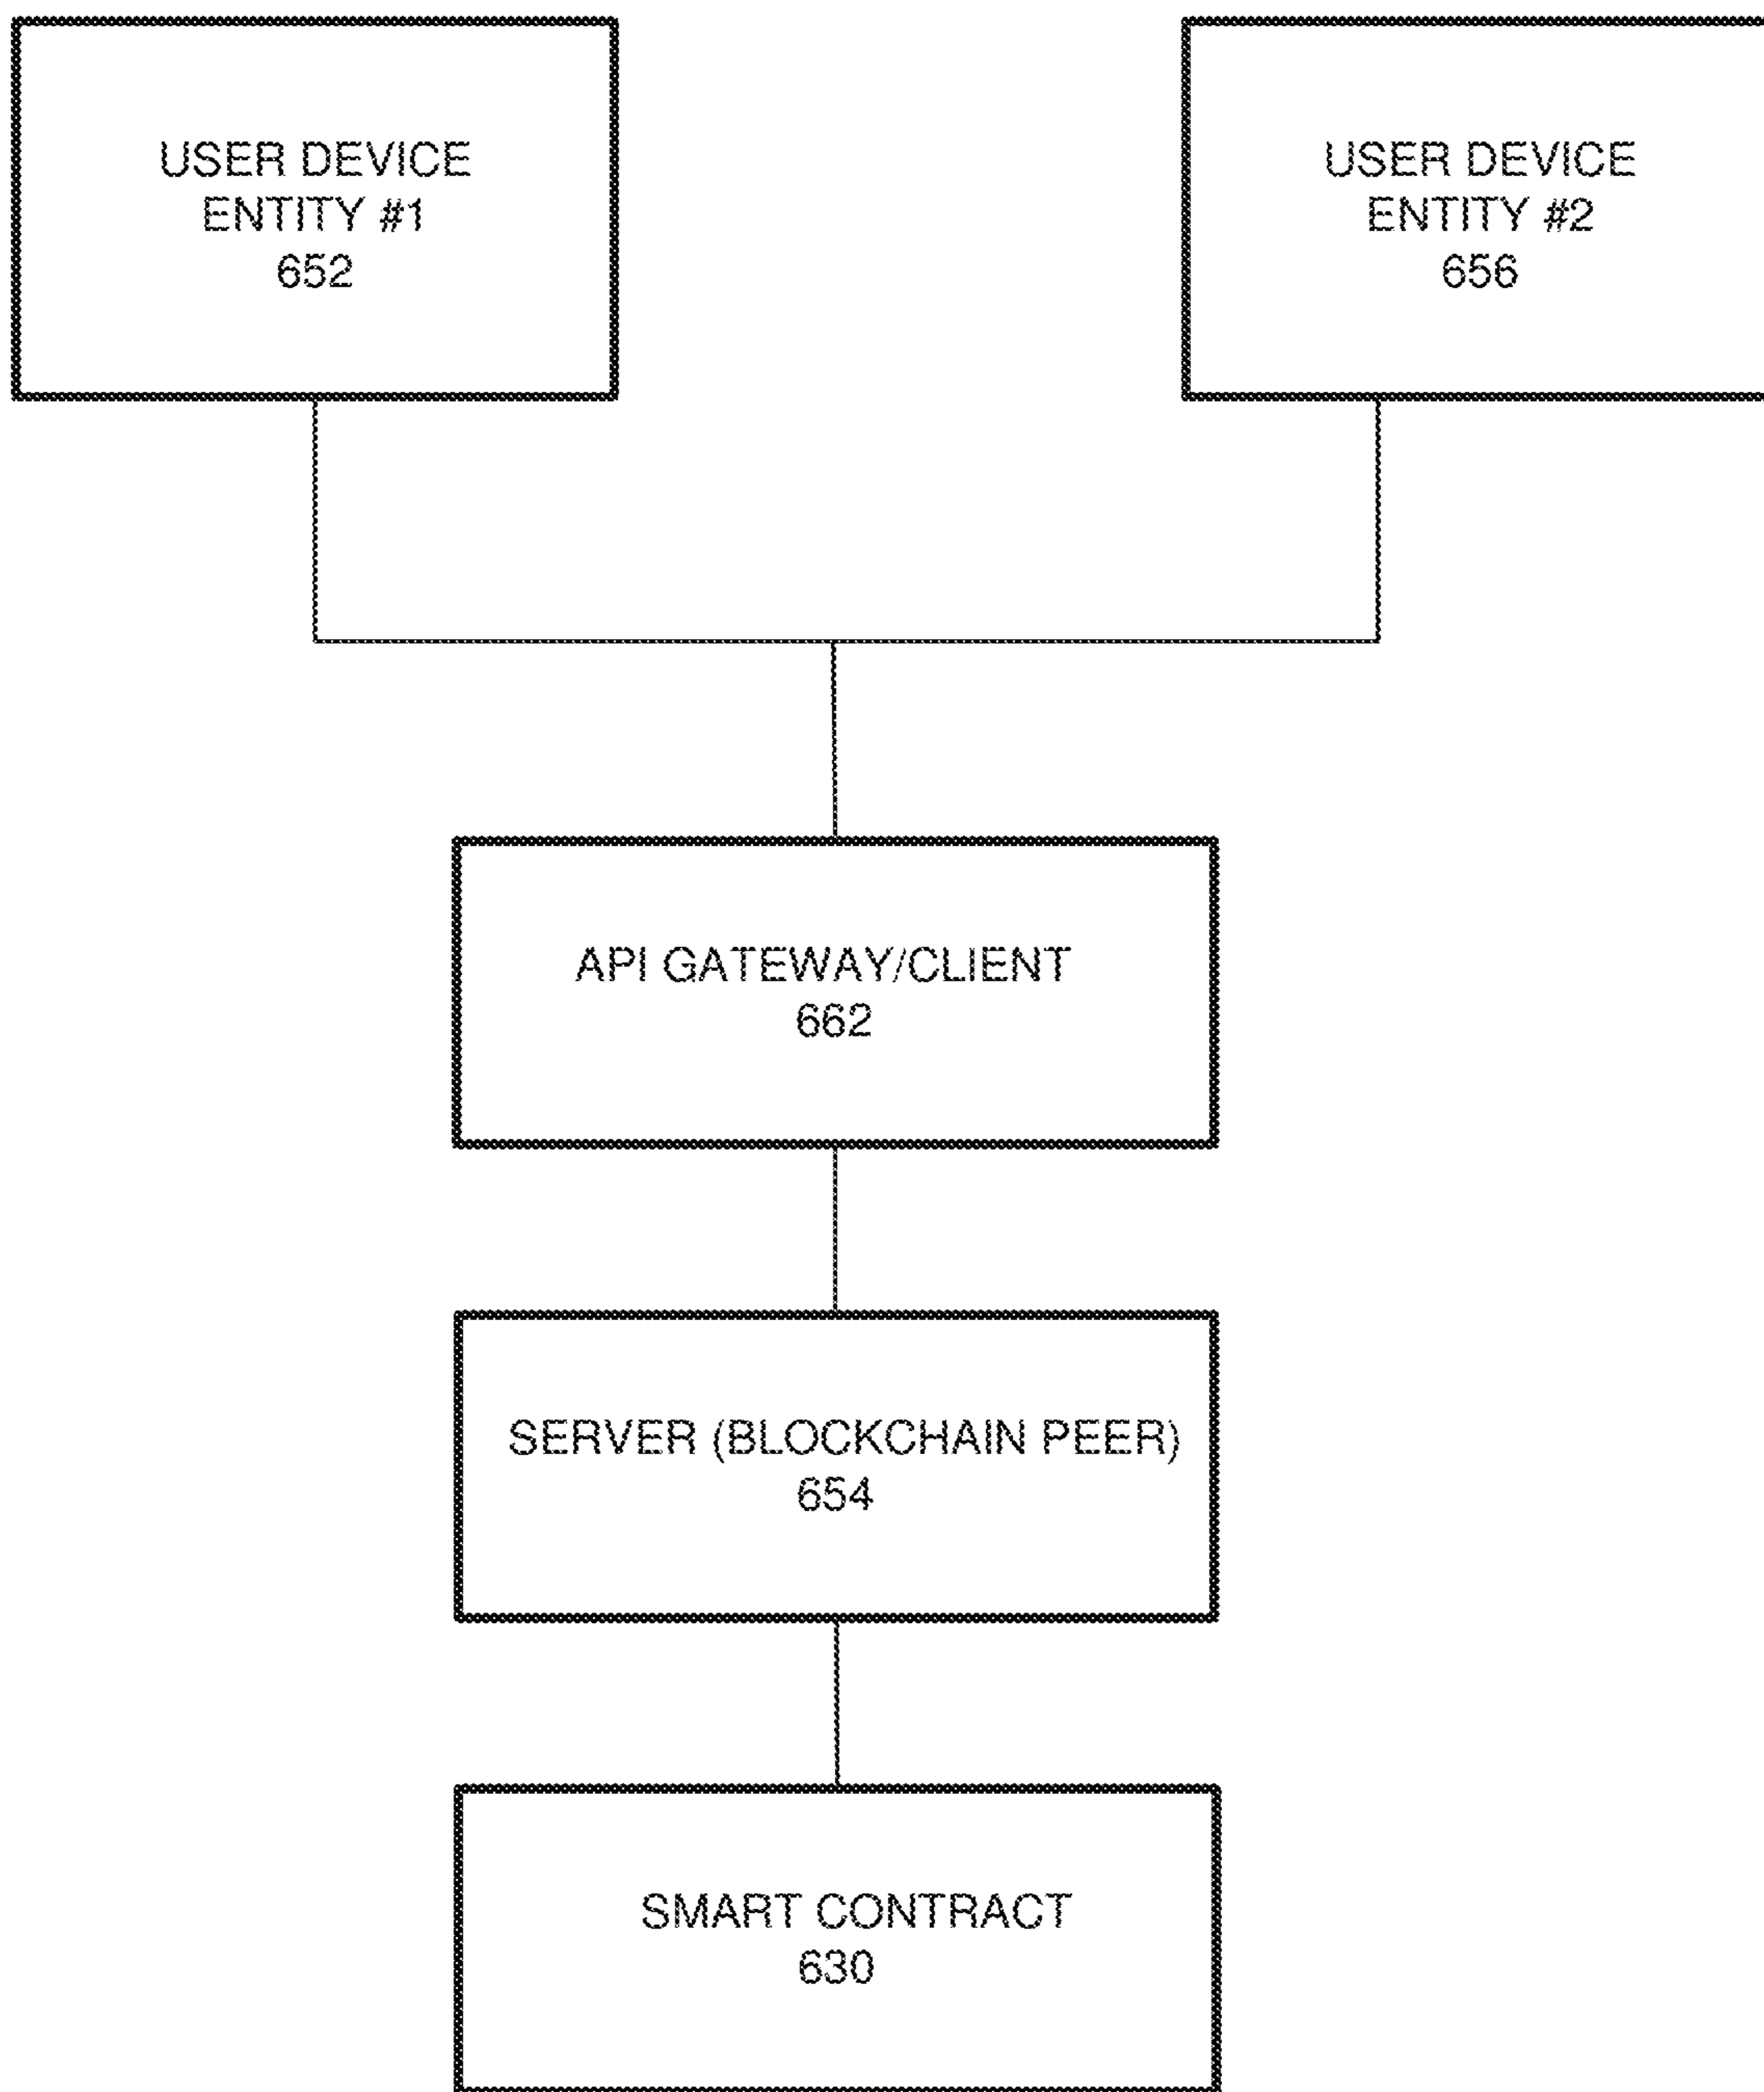 USER DEVICE
ENTITY #1
652
USER DEVICE
ENTITY #2
656
API GATEWAY/CLIENT
662
SERVER (BLOCKCHAIN PEER)
654
SMART CONTRACT
630